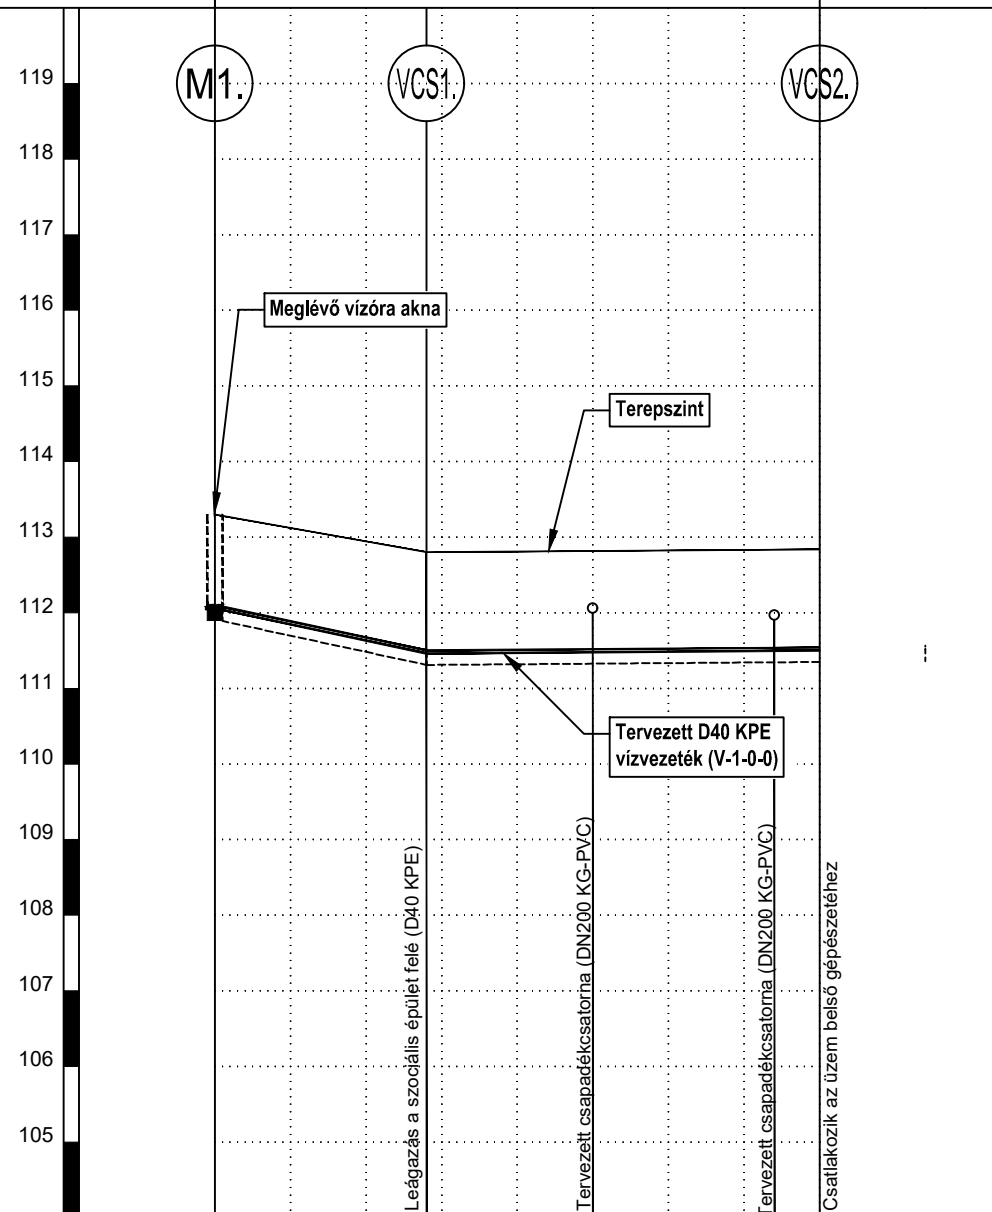 M1.
VCS1.
VCS2.
119
118
117
116
115
114
113
112
111
110
109
108
107
106
105
Meglévő vízóra akna
Terepszint
Tervezett D40 KPE
vízvezeték (V-1-0-0)
Leágazás a szociális épület felé (D40 KPE)
Tervezett csapadékcsatorna (DN200 KG-PVC)
Tervezett csapadékcsatorna (DN200 KG-PVC)
Csatlakozik az üzem belső gépészetéhez